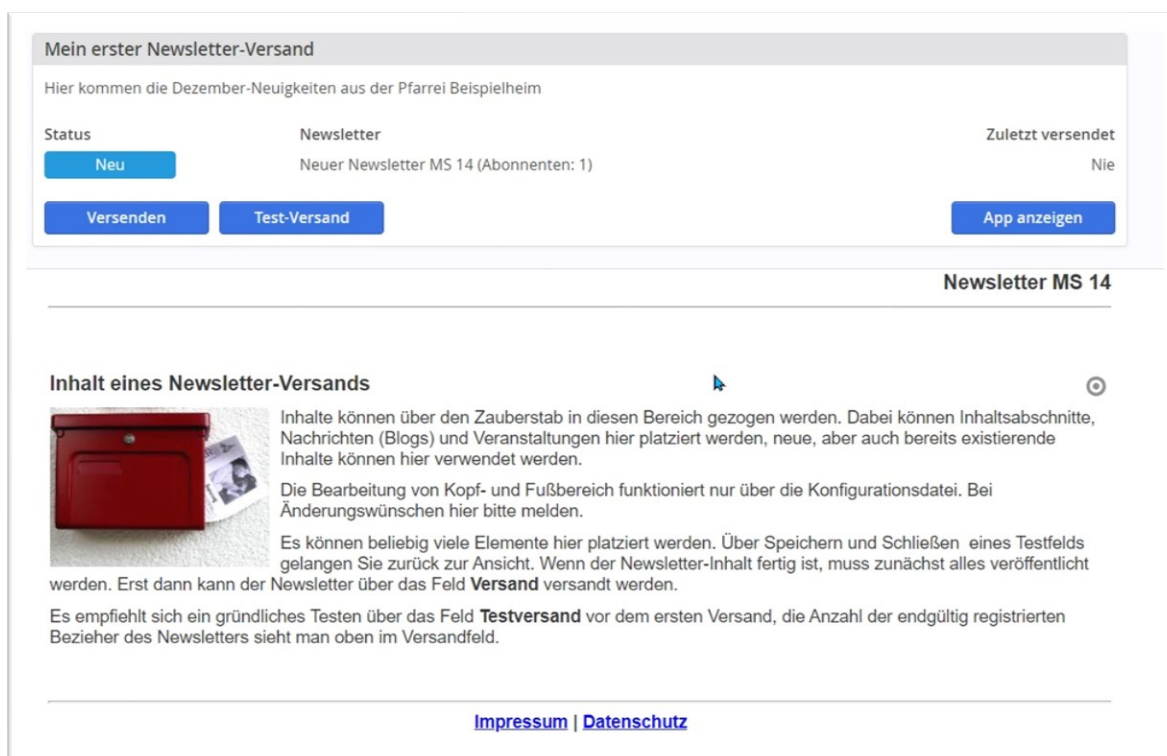 Mein erster Newsletter-Versand
Hier kommen die Dezember-Neuigkeiten aus der Pfarrei Beispielheim
Status Newsletter Zuletzt versendet
Neu Neuer Newsletter MS 14 (Abonnenten: 1) Nie
Versenden Test-Versand App anzeigen
Newsletter MS 14
Inhalt eines Newsletter-Versands
Inhalte können über den Zauberstab in diesen Bereich gezogen werden. Dabei können Inhaltsabschnitte,
Nachrichten (Blogs) und Veranstaltungen hier platziert werden, neue, aber auch bereits existierende
Inhalte können hier verwendet werden.
Die Bearbeitung von Kopf- und Fußbereich funktioniert nur über die Konfigurationsdatei. Bei
Änderungswünschen hier bitte melden.
Es können beliebig viele Elemente hier platziert werden. Über Speichern und Schließen eines Testfelds
gelangen Sie zurück zur Ansicht. Wenn der Newsletter-Inhalt fertig ist, muss zunächst alles veröffentlicht
werden. Erst dann kann der Newsletter über das Feld Versand versandt werden.
Es empfiehlt sich ein gründliches Testen über das Feld Testversand vor dem ersten Versand, die Anzahl der endgültig registrierten
Bezieher des Newsletters sieht man oben im Versandfeld.
Impressum | Datenschutz